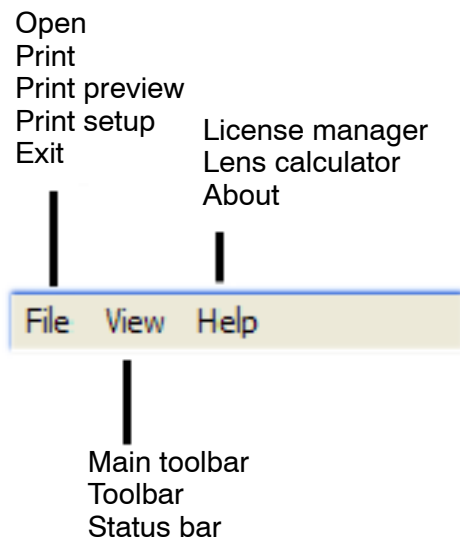 Open
Print
Print preview
Print setup
Exit
License manager
Lens calculator
About
File View Help
Main toolbar
Toolbar
Status bar